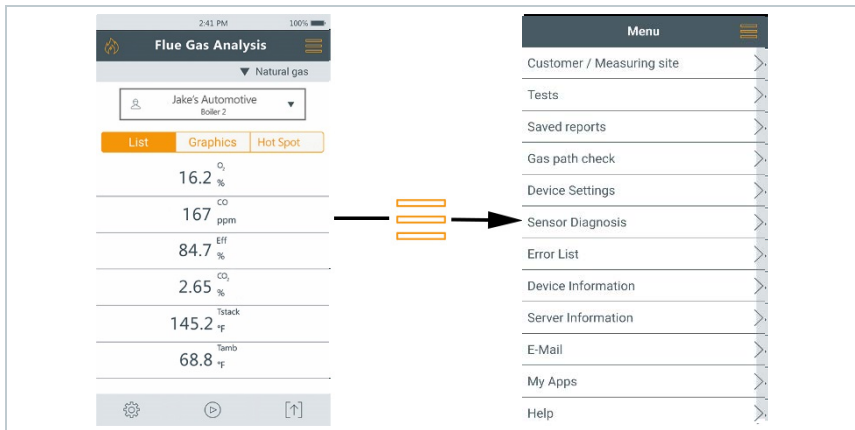 2:41 PM 100%
Flue Gas Analysis
▼ Natural gas
Jake's Automotive ▼
Boiler 2
List Graphics Hot Spot
16.2 O₂ %
167 CO ppm
84.7 Eff %
2.65 CO₂ %
145.2 Tstack °F
68.8 Tamb °F
Menu
Customer / Measuring site
Tests
Saved reports
Gas path check
Device Settings
Sensor Diagnosis
Error List
Device Information
Server Information
E-Mail
My Apps
Help